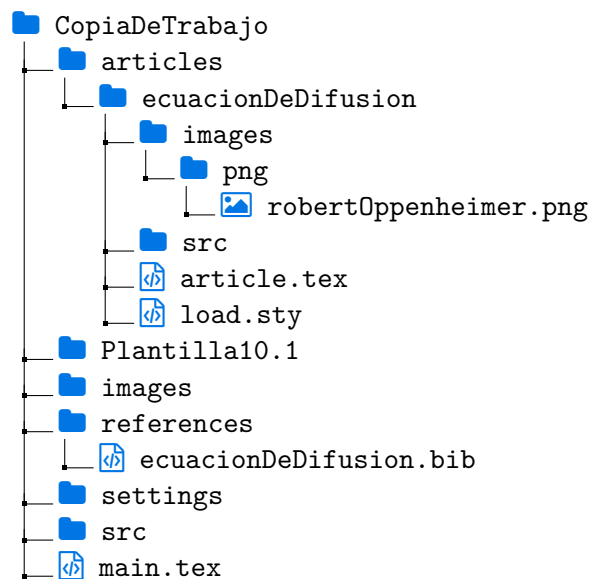 CopiaDeTrabajo
articles
ecuacionDeDifusion
images
png
robertOppenheimer.png
src
article.tex
load.sty
Plantilla10.1
images
references
ecuacionDeDifusion.bib
settings
src
main.tex